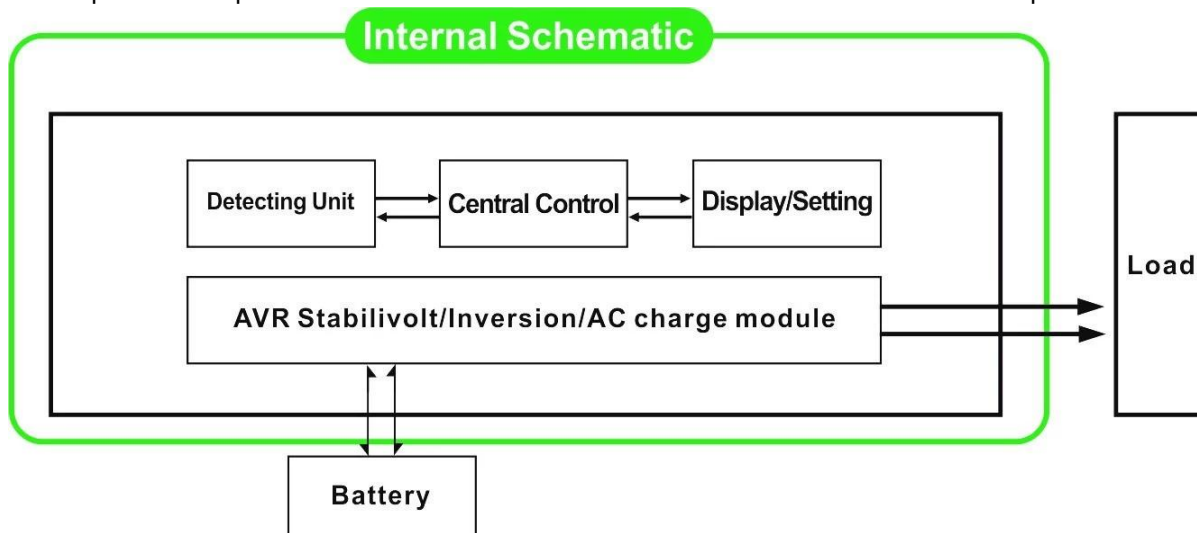 Internal Schematic
Detecting Unit
Central Control
Display/Setting
Load
AVR Stabilivolt/Inversion/AC charge module
Battery